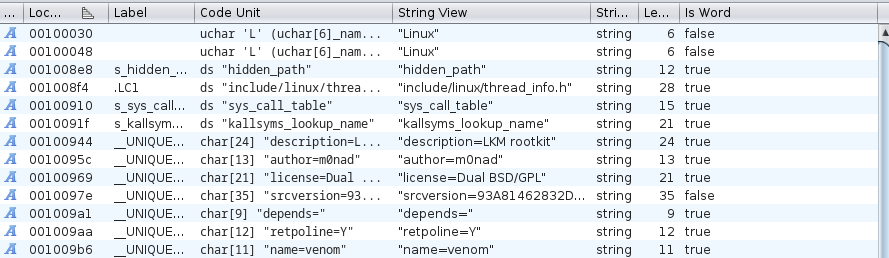 ... Loc... Label Code Unit String View Stri... Le... Is Word
00100030 uchar 'L' (uchar[6]_nam... "Linux" string 6 false
00100048 uchar 'L' (uchar[6]_nam... "Linux" string 6 false
001008e8 s_hidden_... ds "hidden_path" "hidden_path" string 12 true
001008f4 .LC1 ds "include/linux/threa... "include/linux/thread_info.h" string 28 true
00100910 s_sys_call... ds "sys_call_table" "sys_call_table" string 15 true
0010091f s_kallsym... ds "kallsyms_lookup_name" "kallsyms_lookup_name" string 21 true
00100944 __UNIQUE... char[24] "description=L... "description=LKM rootkit" string 24 true
0010095c __UNIQUE... char[13] "author=m0nad" "author=m0nad" string 13 true
00100969 __UNIQUE... char[21] "license=Dual ... "license=Dual BSD/GPL" string 21 true
0010097e __UNIQUE... char[35] "srcversion=93... "srcversion=93A81462832D... string 35 false
001009a1 __UNIQUE... char[9] "depends=" "depends=" string 9 true
001009aa __UNIQUE... char[12] "retpoline=Y" "retpoline=Y" string 12 true
001009b6 __UNIQUE... char[11] "name=venom" "name=venom" string 11 true